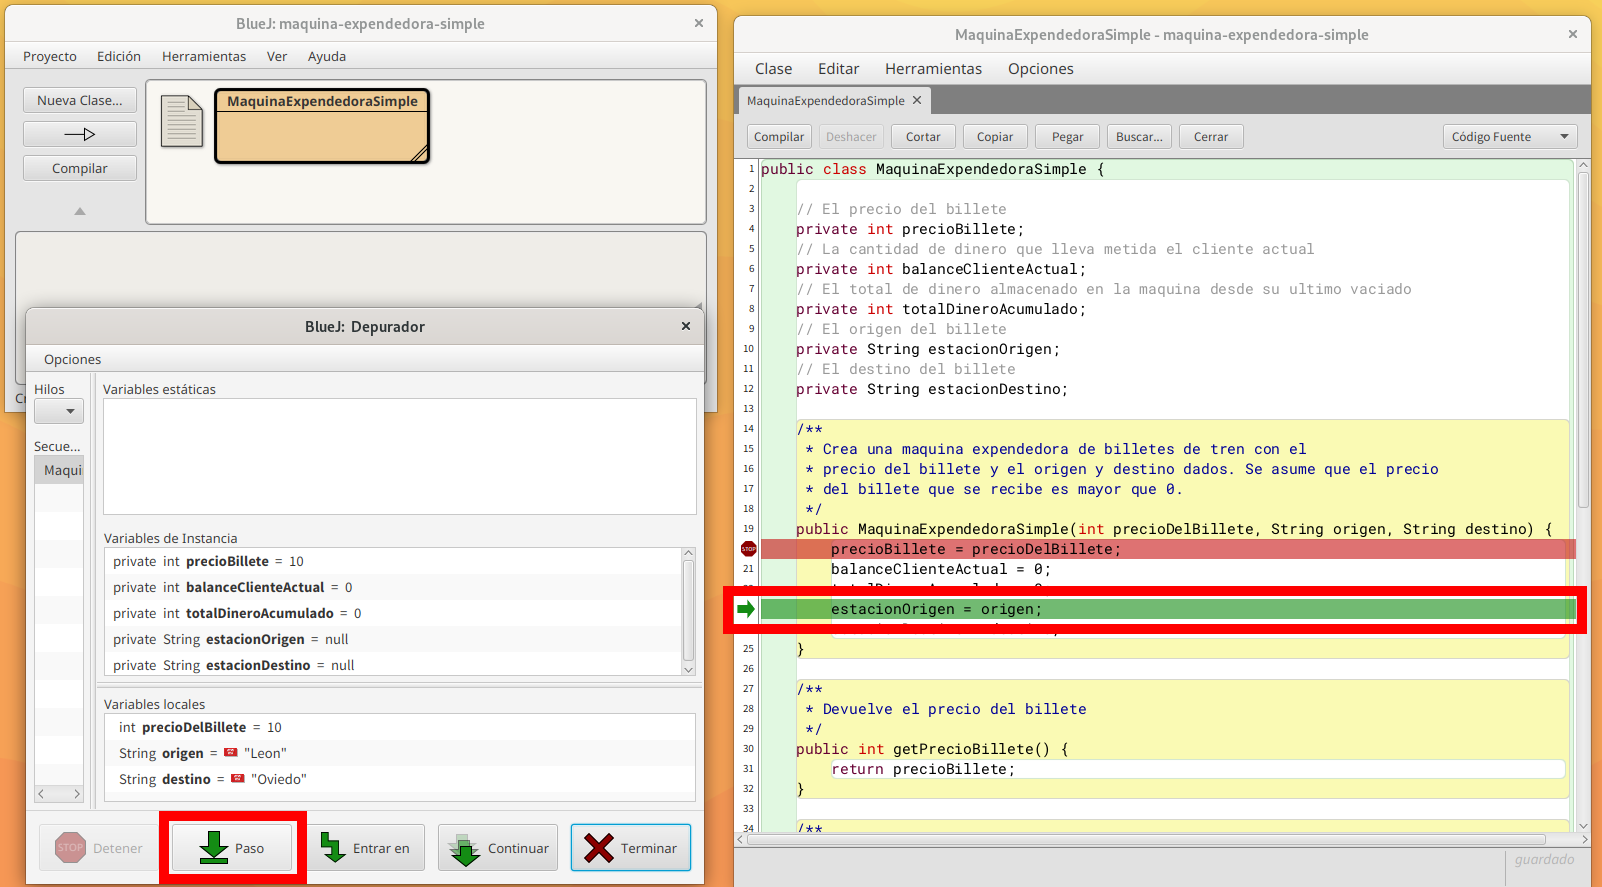 BlueJ: maquina-expendedora-simple
Proyecto Edición Herramientas Ver Ayuda
Nueva Clase...
Compilar
MaquinaExpendedoraSimple
BlueJ: Depurador
Opciones
Hilos
Secue...
Maqui
Variables estáticas
Variables de Instancia
private int precioBillete = 10
private int balanceClienteActual = 0
private int totalDineroAcumulado = 0
private String estacionOrigen = null
private String estacionDestino = null
Variables locales
int precioDelBillete = 10
String origen = "Leon"
String destino = "Oviedo"
STOP Detener
Paso
Entrar en
Continuar
Terminar
MaquinaExpendedoraSimple - maquina-expendedora-simple
Clase Editar Herramientas Opciones
MaquinaExpendedoraSimple
Compilar Deshacer Cortar Copiar Pegar Buscar... Cerrar Código Fuente
1 public class MaquinaExpendedoraSimple {
2
3 // El precio del billete
4 private int precioBillete;
5 // La cantidad de dinero que lleva metida el cliente actual
6 private int balanceClienteActual;
7 // El total de dinero almacenado en la maquina desde su ultimo vaciado
8 private int totalDineroAcumulado;
9 // El origen del billete
10 private String estacionOrigen;
11 // El destino del billete
12 private String estacionDestino;
13
14 /**
15 * Crea una maquina expendedora de billetes de tren con el
16 * precio del billete y el origen y destino dados. Se asume que el precio
17 * del billete que se recibe es mayor que 0.
18 */
19 public MaquinaExpendedoraSimple(int precioDelBillete, String origen, String destino) {
STOP precioBillete = precioDelBillete;
21 balanceClienteActual = 0;
estacionOrigen = origen;
25 }
26
27 /**
28 * Devuelve el precio del billete
29 */
30 public int getPrecioBillete() {
31 return precioBillete;
32 }
33
34 /**
guardado